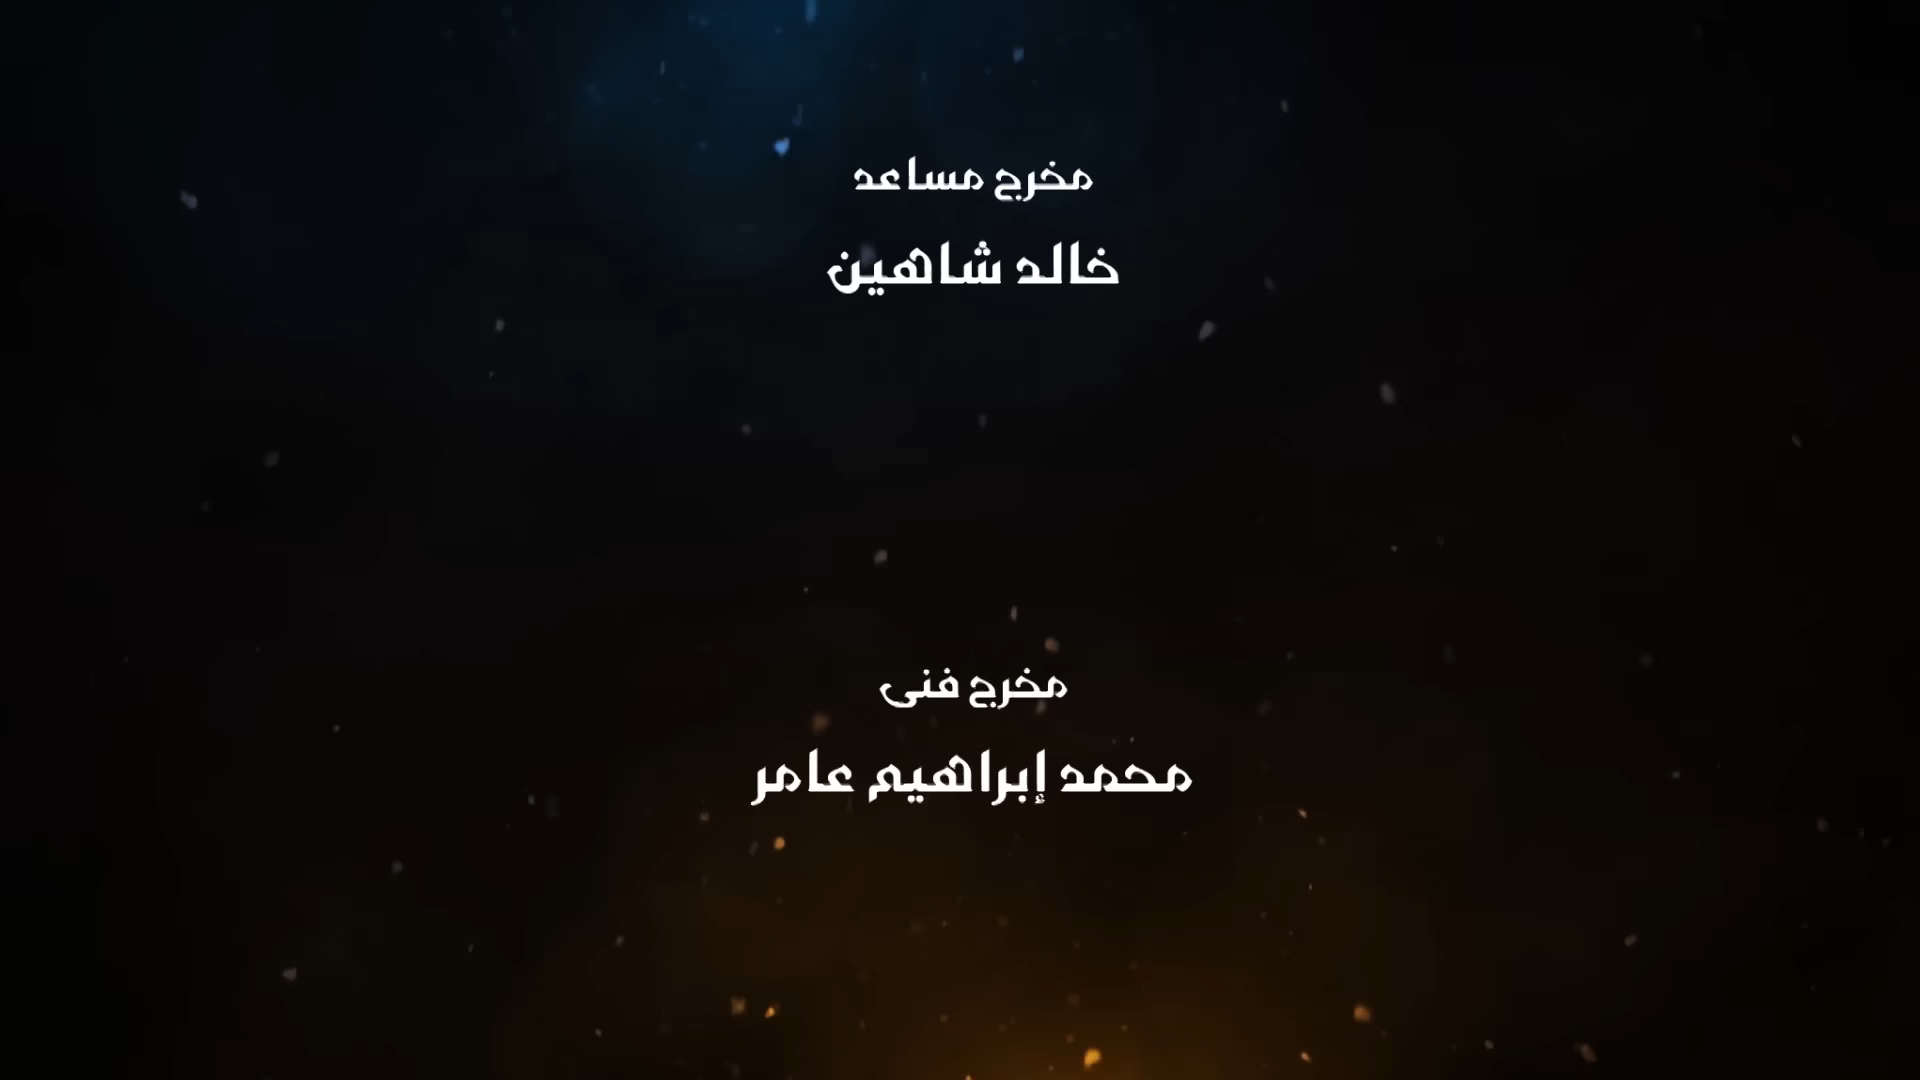 مخرج مساعد
خالد شاهين
مخرج فنى
محمد إبراهيم عامر